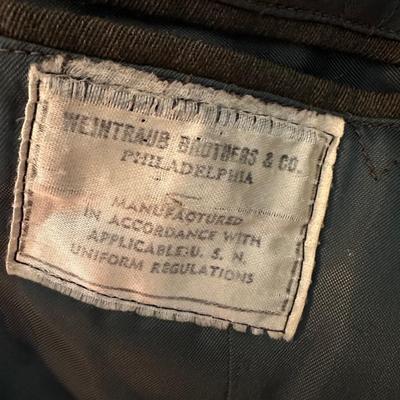 WEINTRAUB BROTHERS & CO.
PHILADELPHIA
MANUFACTURED
IN ACCORDANCE WITH
APPLICABLE U. S. N.
UNIFORM REGULATIONS